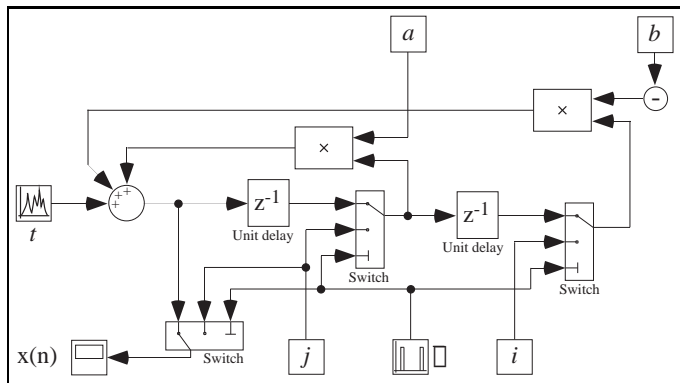 a
b
×
-
×
+
+
+
t
z-1
Unit delay
Switch
z-1
Unit delay
Switch
x(n)
Switch
j
i